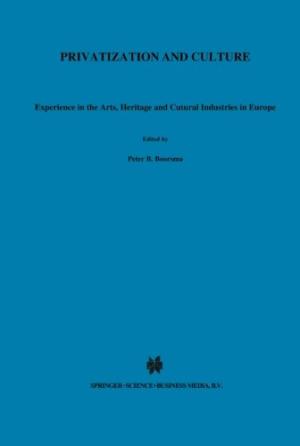 PRIVATIZATION AND CULTURE
Experience in the Arts, Heritage and Cutural Industries in Europe
Edited by
Peter B. Boorsma
SPRINGER-SCIENCE+BUSINESS MEDIA, B.V.